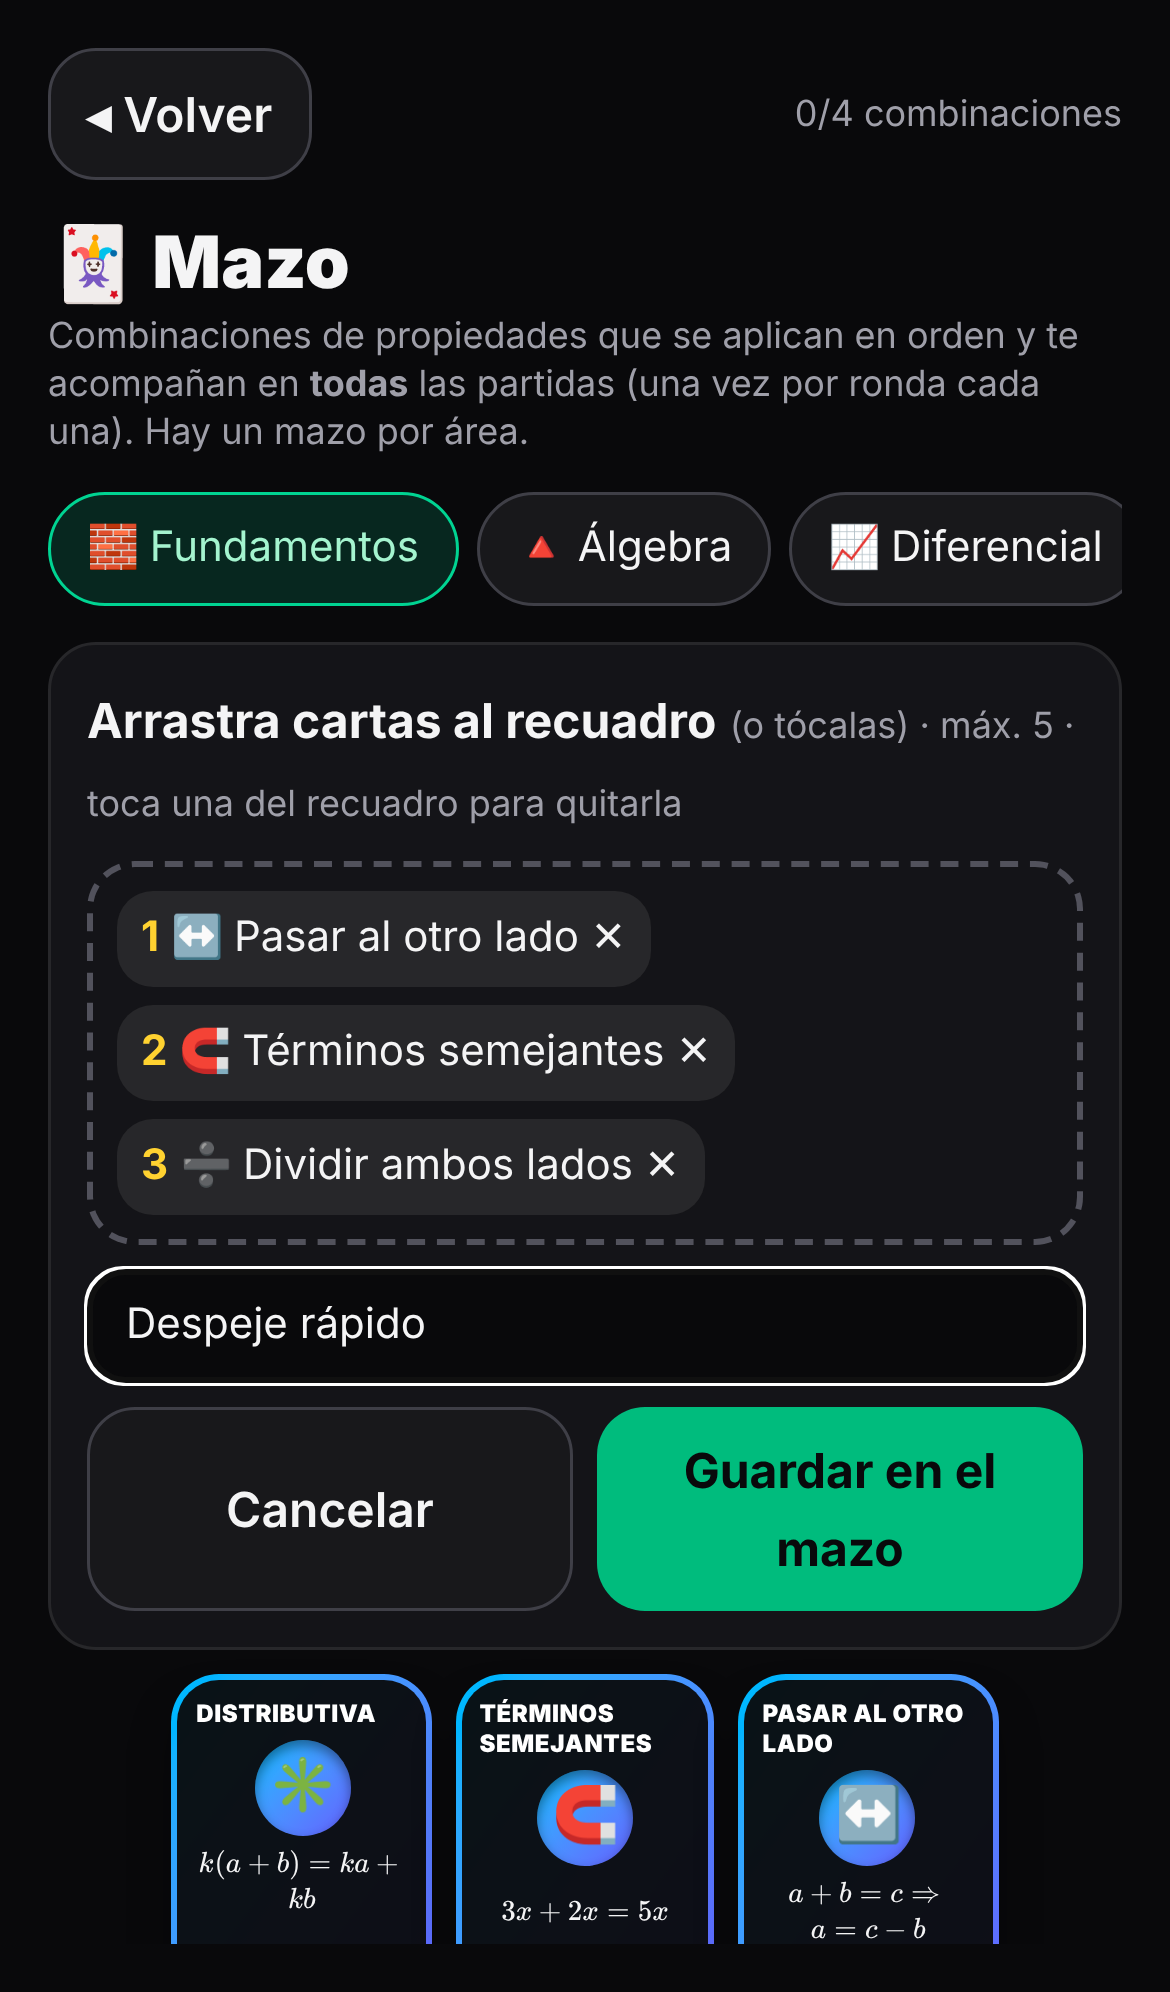 ◀ Volver
0/4 combinaciones
🃏 Mazo
Combinaciones de propiedades que se aplican en orden y te
acompañan en todas las partidas (una vez por ronda cada
una). Hay un mazo por área.
🧱 Fundamentos
🔺 Álgebra
📈 Diferencial
Arrastra cartas al recuadro (o tócalas) · máx. 5 ·
toca una del recuadro para quitarla
1 ↔️ Pasar al otro lado ✕
2 🧲 Términos semejantes ✕
3 ➗ Dividir ambos lados ✕
Despeje rápido
Cancelar
Guardar en el
mazo
DISTRIBUTIVA
k(a + b) = ka +
kb
TÉRMINOS
SEMEJANTES
3x + 2x = 5x
PASAR AL OTRO
LADO
a + b = c ⇒
a = c − b